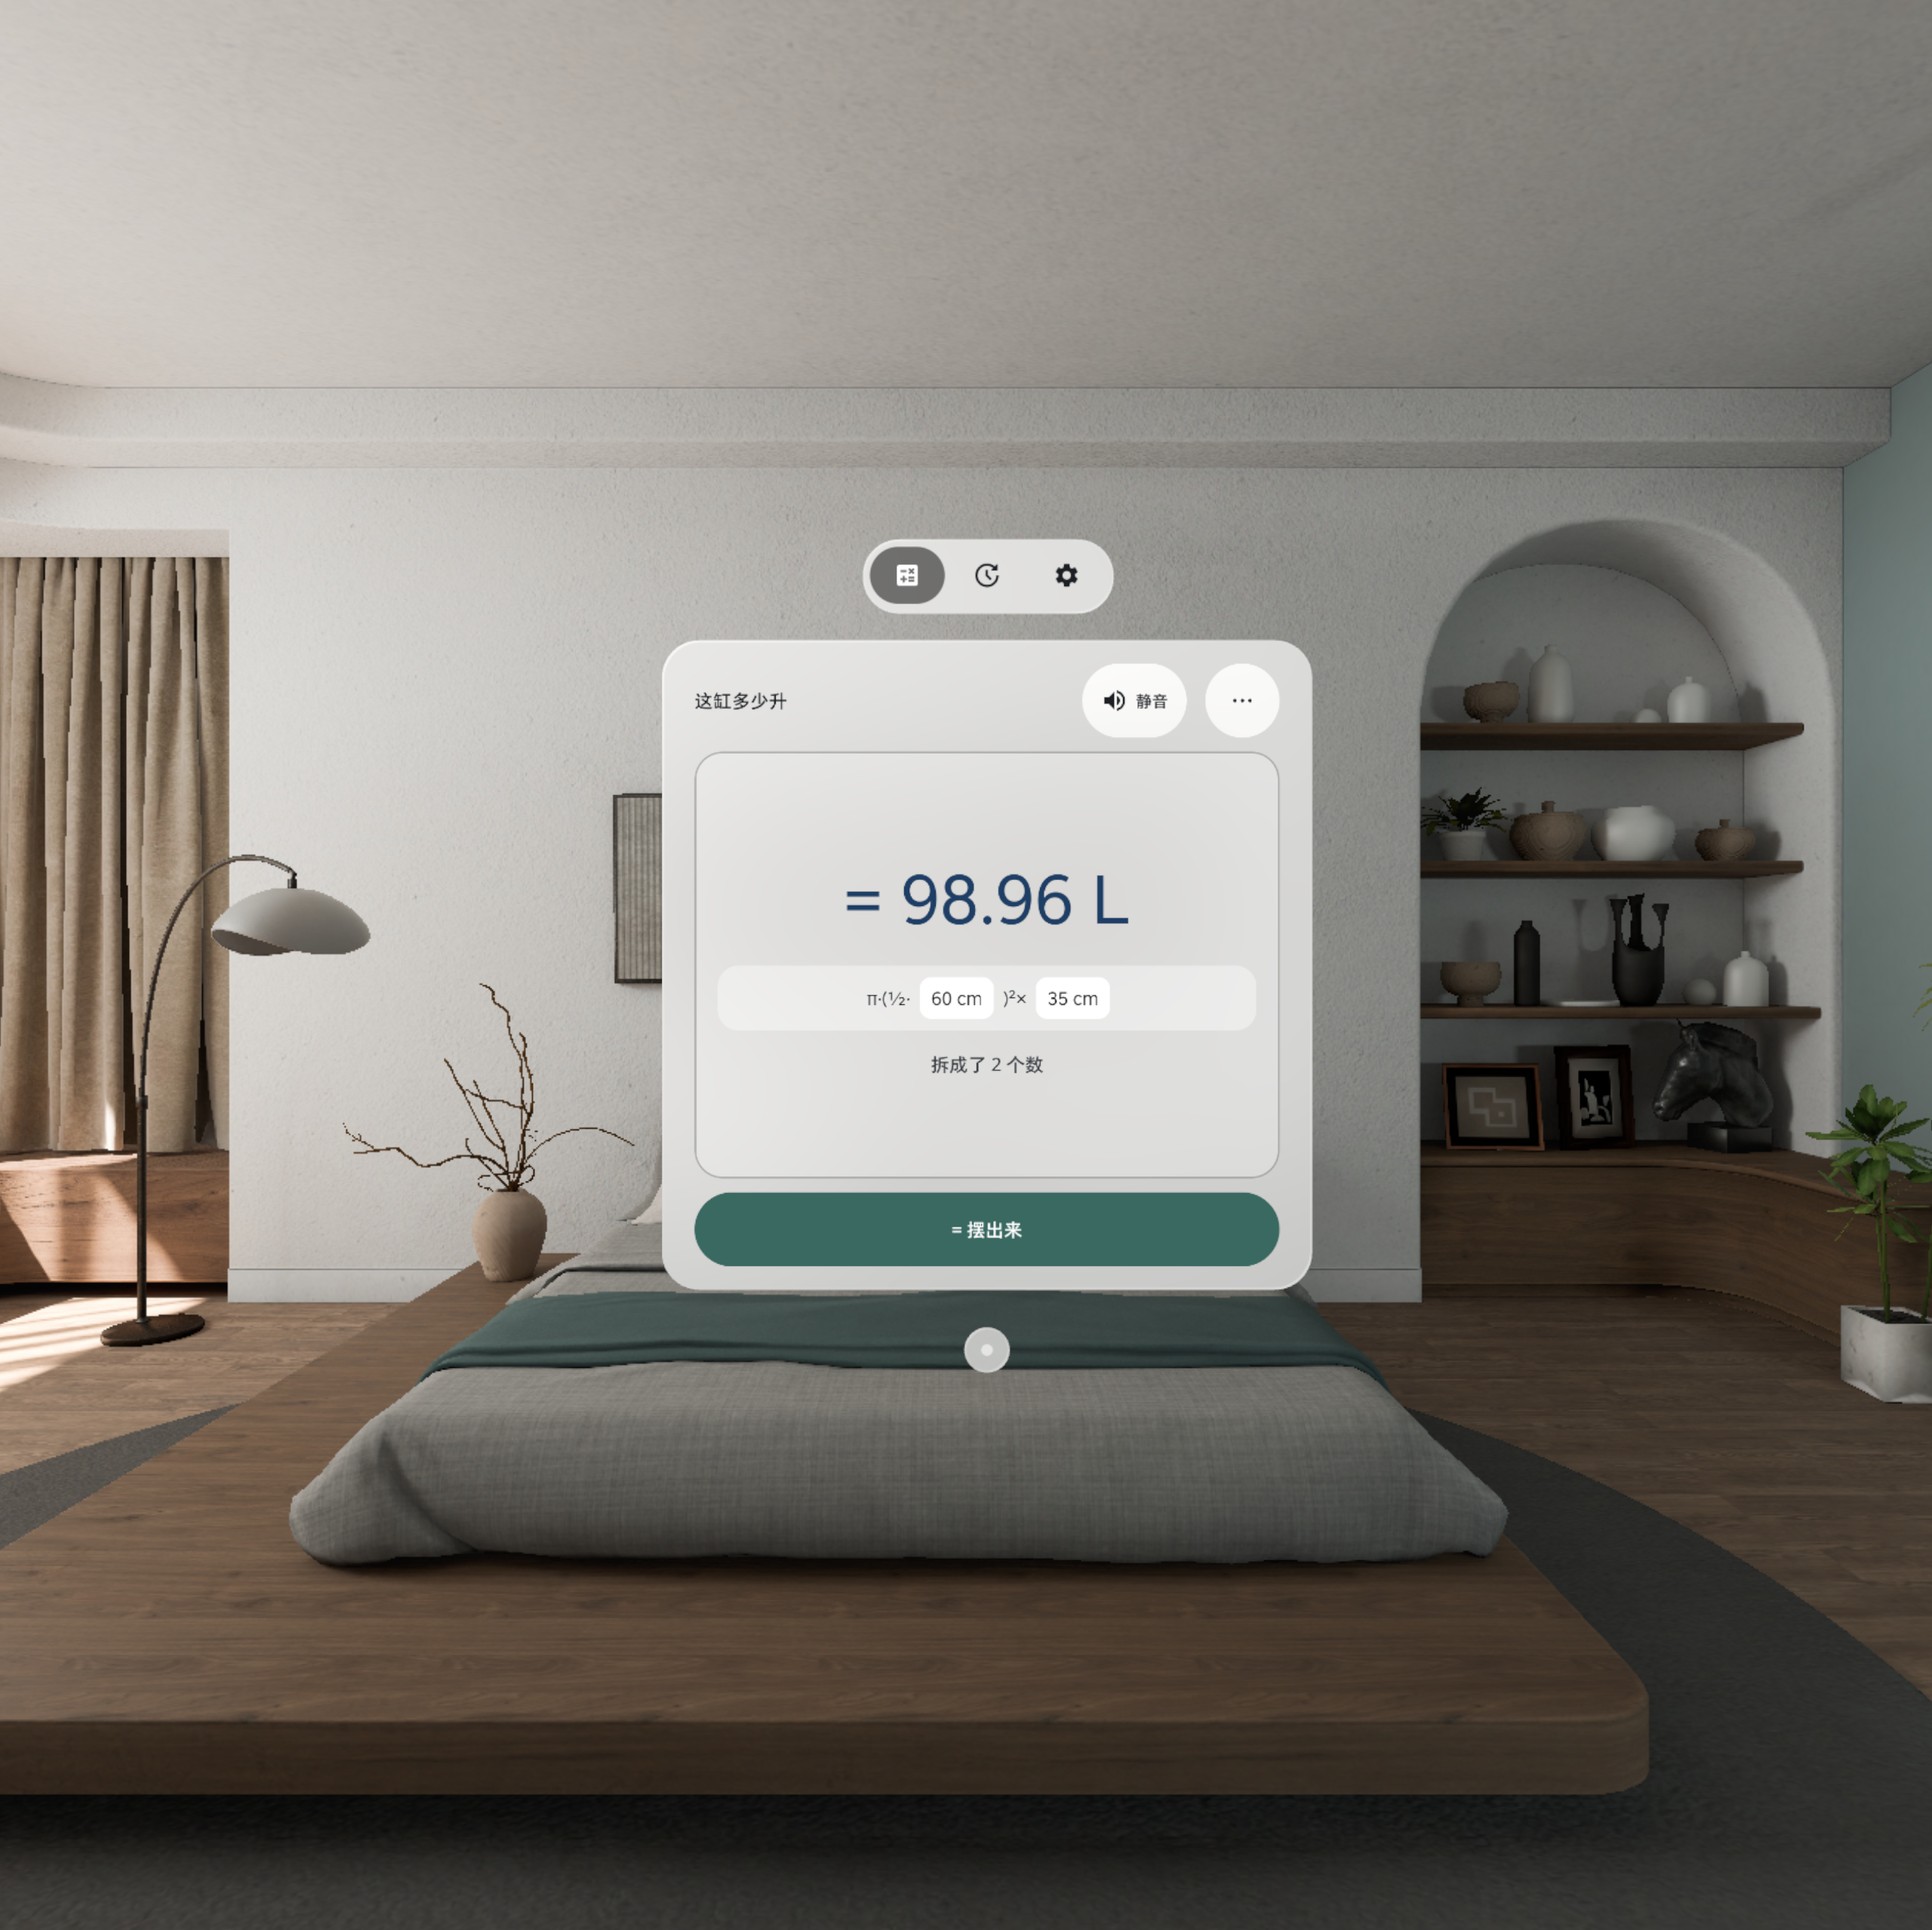 这缸多少升
静音
= 98.96 L
π·(½· 60 cm )²× 35 cm
拆成了 2 个数
= 摆出来